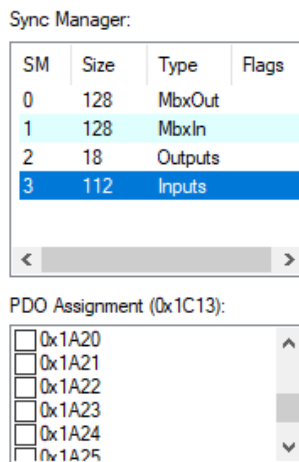 Sync Manager:
SM Size Type Flags
0 128 MbxOut
1 128 MbxIn
2 18 Outputs
3 112 Inputs
PDO Assignment (0x1C13):
0x1A20
0x1A21
0x1A22
0x1A23
0x1A24
0x1A25